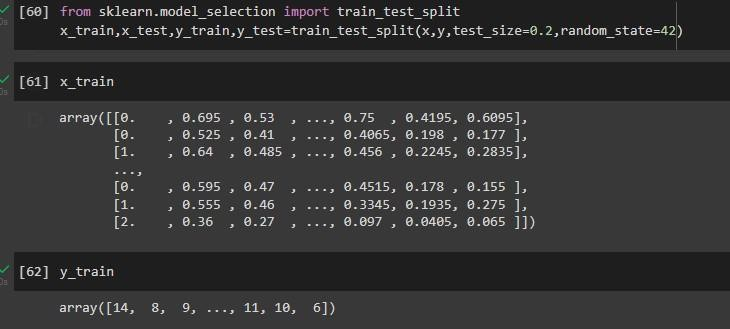 [60] from sklearn.model_selection import train_test_split
x_train,x_test,y_train,y_test=train_test_split(x,y,test_size=0.2,random_state=42)
[61] x_train
array([[0.    , 0.695 , 0.53  , ..., 0.75  , 0.4195, 0.6095],
[0.    , 0.525 , 0.41  , ..., 0.4065, 0.198 , 0.177 ],
[1.    , 0.64  , 0.485 , ..., 0.456 , 0.2245, 0.2835],
...,
[0.    , 0.595 , 0.47  , ..., 0.4515, 0.178 , 0.155 ],
[1.    , 0.555 , 0.46  , ..., 0.3345, 0.1935, 0.275 ],
[2.    , 0.36  , 0.27  , ..., 0.097 , 0.0405, 0.065 ]])
[62] y_train
array([14,  8,  9, ..., 11, 10,  6])